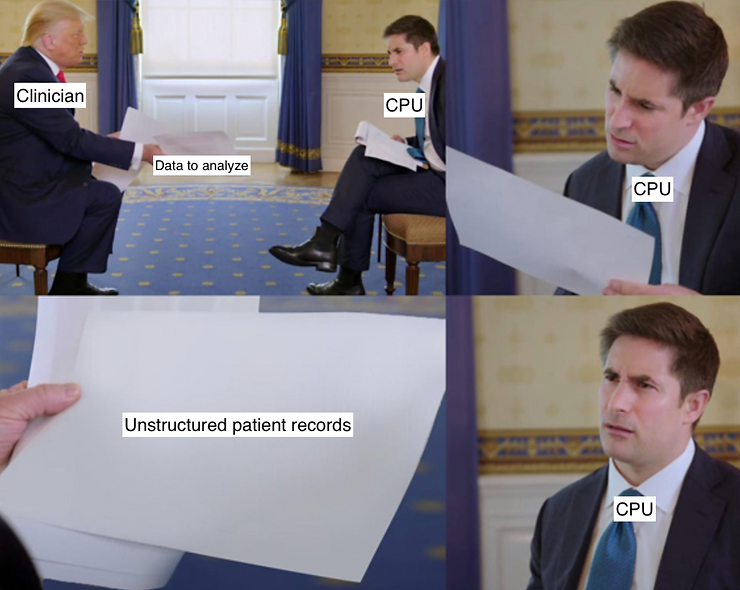 Clinician
CPU
Data to analyze
CPU
Unstructured patient records
CPU